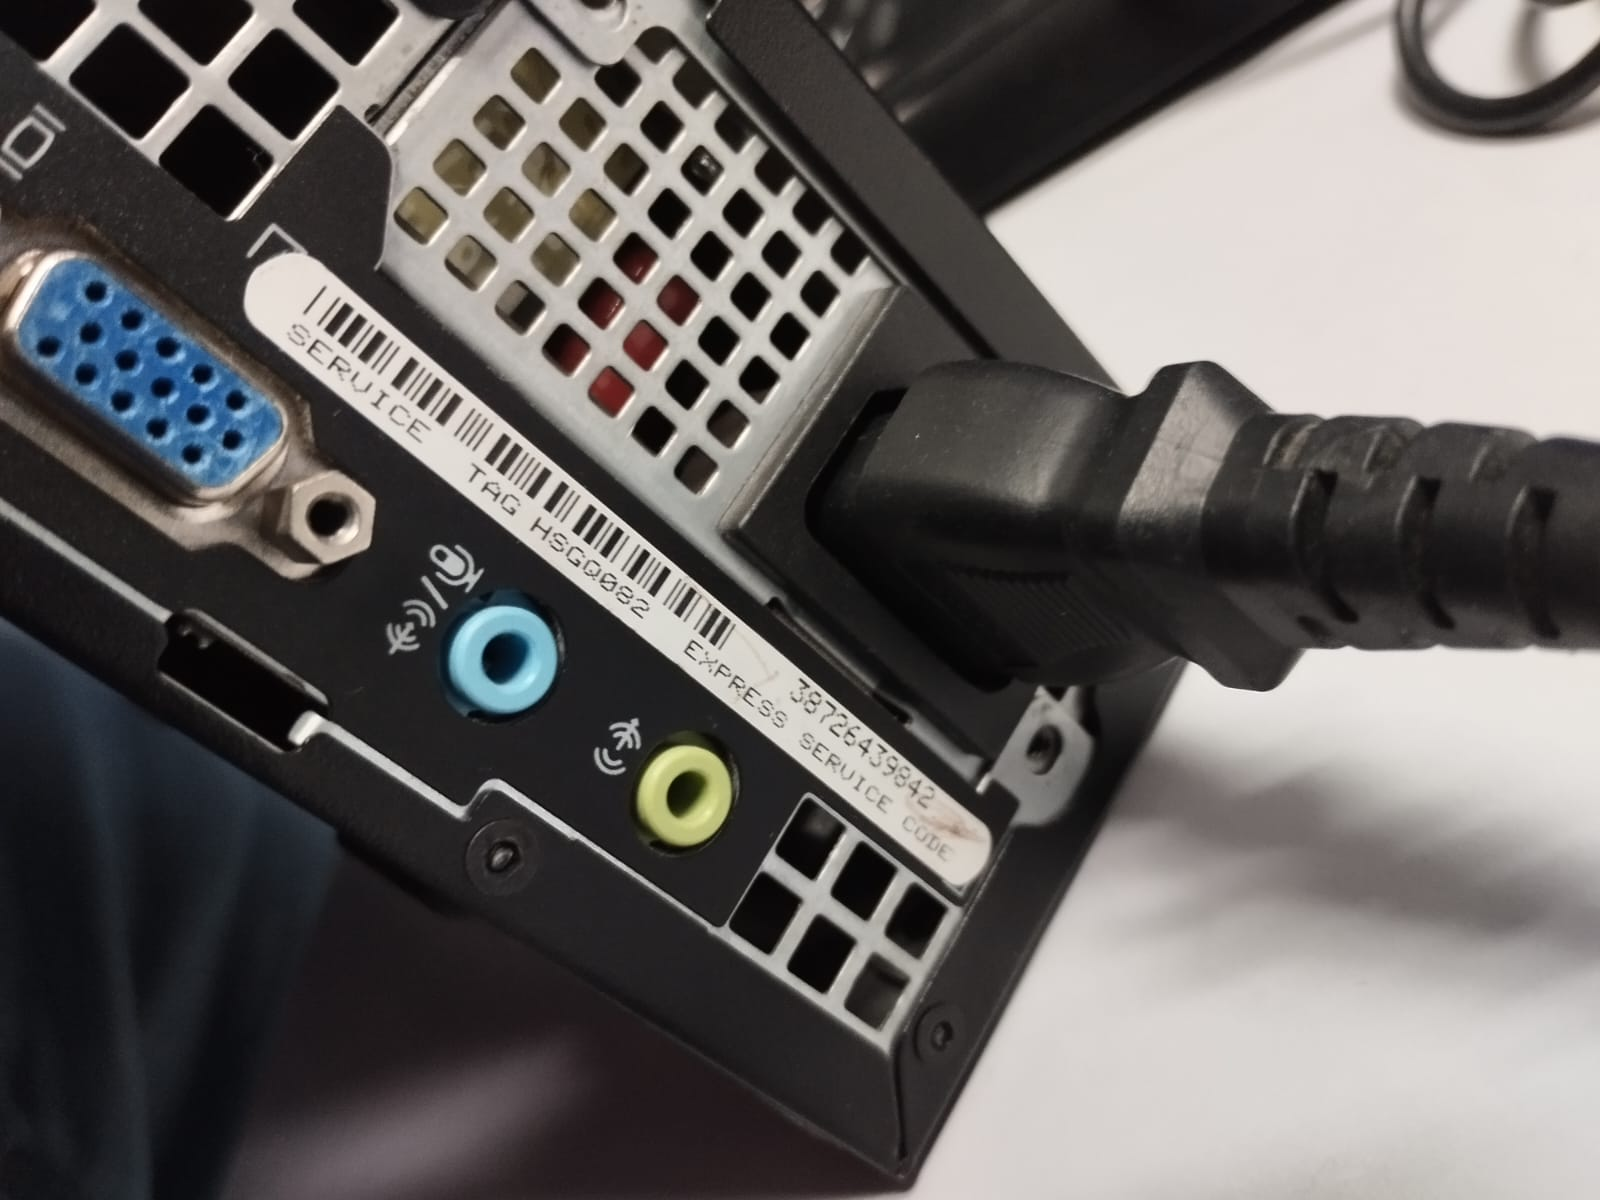 38726439842
SERVICE TAG HSGQ082 EXPRESS SERVICE CODE